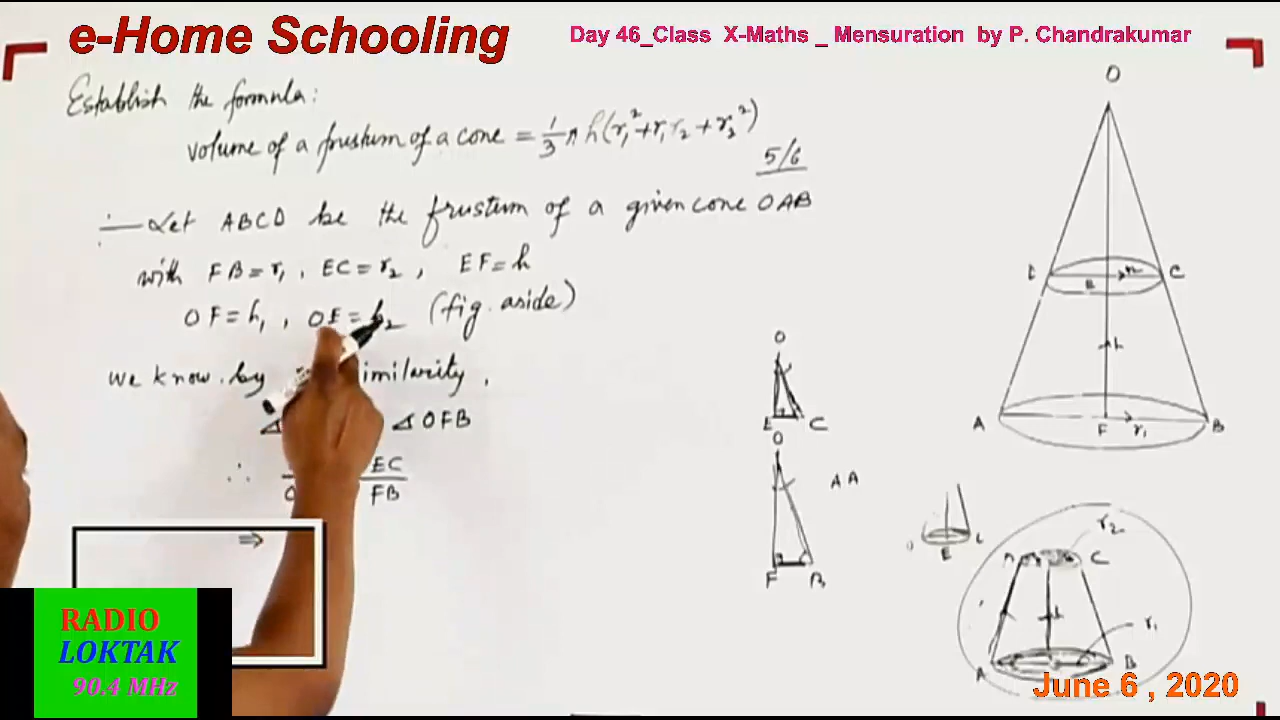 e-Home Schooling
Day 46_Class X-Maths _ Mensuration by P. Chandrakumar
Establish the formula:
volume of a frustum of a cone = 1/3 π h(r₁² + r₁r₂ + r₂²)
5/6
Let ABCD be the frustum of a given cone OAB
with FB = r₁, EC = r₂, EF = h
OF = h₁, OE = h₂ (fig. aside)
we know by imilarity,
∆ ∆ OFB
∴ EC
FB
⇒
O
C
E
h
A
F
r₁
B
O
E C
O
A A
F B
E
r₂
C
h
r₁
A
B
RADIO
LOKTAK
90.4 MHz
June 6 , 2020